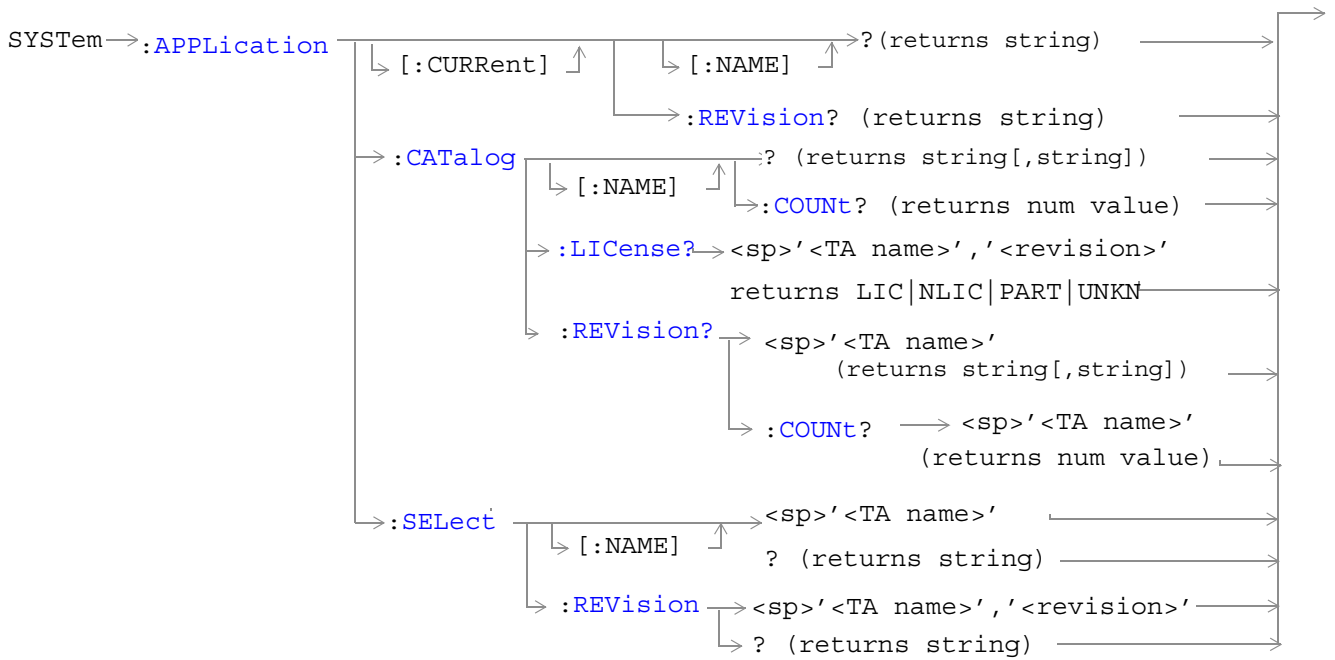 SYSTem :APPLication ?(returns string)
[:CURRent] [:NAME]
:REVision? (returns string)
:CATalog ? (returns string[,string])
[:NAME]
:COUNt? (returns num value)
:LICense? <sp>′<TA name>′,′<revision>′
returns LIC|NLIC|PART|UNKN
:REVision? <sp>′<TA name>′
(returns string[,string])
:COUNt? <sp>′<TA name>′
(returns num value)
:SELect <sp>′<TA name>′
[:NAME]
? (returns string)
:REVision <sp>′<TA name>′,′<revision>′
? (returns string)